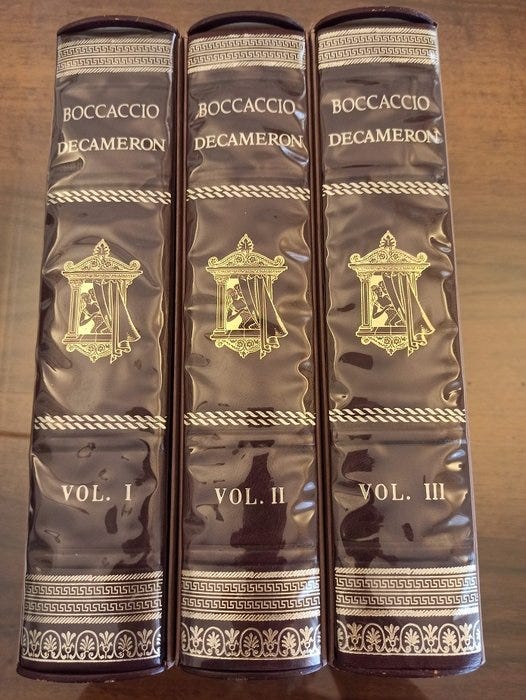 BOCCACCIO
DECAMERON
VOL. I
BOCCACCIO
DECAMERON
VOL. II
BOCCACCIO
DECAMERON
VOL. III